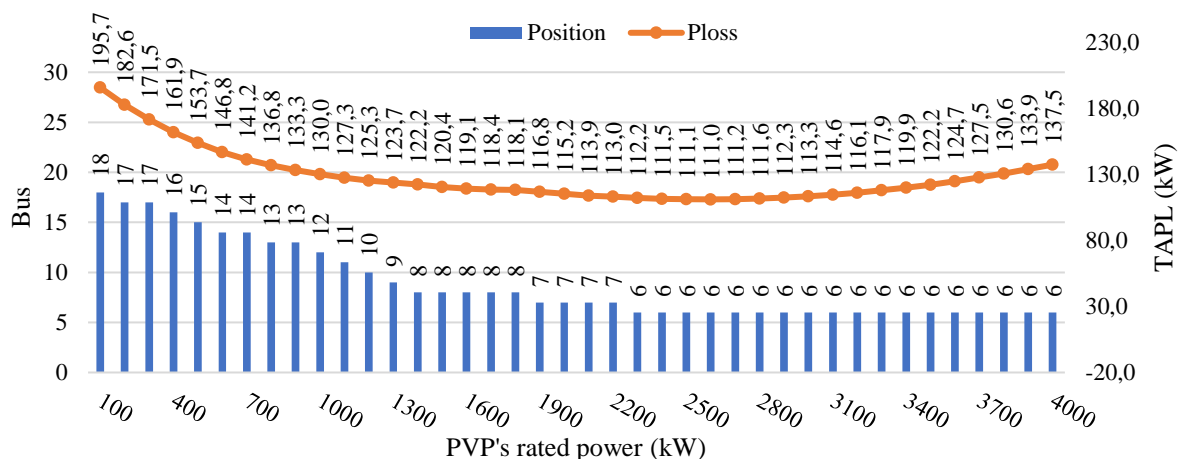 Position Ploss
195,7 182,6 171,5 161,9 153,7 146,8 141,2 136,8 133,3 130,0 127,3 125,3 123,7 122,2 120,4 119,1 118,4 118,1 116,8 115,2 113,9 113,0 112,2 111,5 111,1 111,0 111,2 111,6 112,3 113,3 114,6 116,1 117,9 119,9 122,2 124,7 127,5 130,6 133,9 137,5
18 17 17 16 15 14 14 13 13 12 11 10 9 8 8 8 8 8 7 7 7 7 6 6 6 6 6 6 6 6 6 6 6 6 6 6 6 6 6 6
Bus
30
25
20
15
10
5
0
230,0
180,0
130,0
80,0
30,0
-20,0
TAPL (kW)
100 400 700 1000 1300 1600 1900 2200 2500 2800 3100 3400 3700 4000
PVP's rated power (kW)